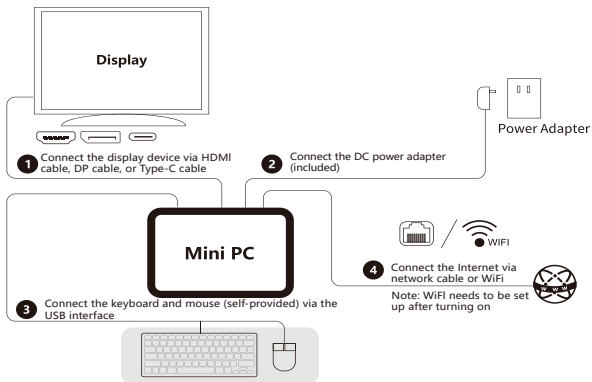 Display
Power Adapter
1 Connect the display device via HDMI
cable, DP cable, or Type-C cable
2 Connect the DC power adapter
(included)
Mini PC
WIFI
4 Connect the Internet via
network cable or WiFi
Note: WiFI needs to be set
up after turning on
W W W
3 Connect the keyboard and mouse (self-provided) via the
USB interface